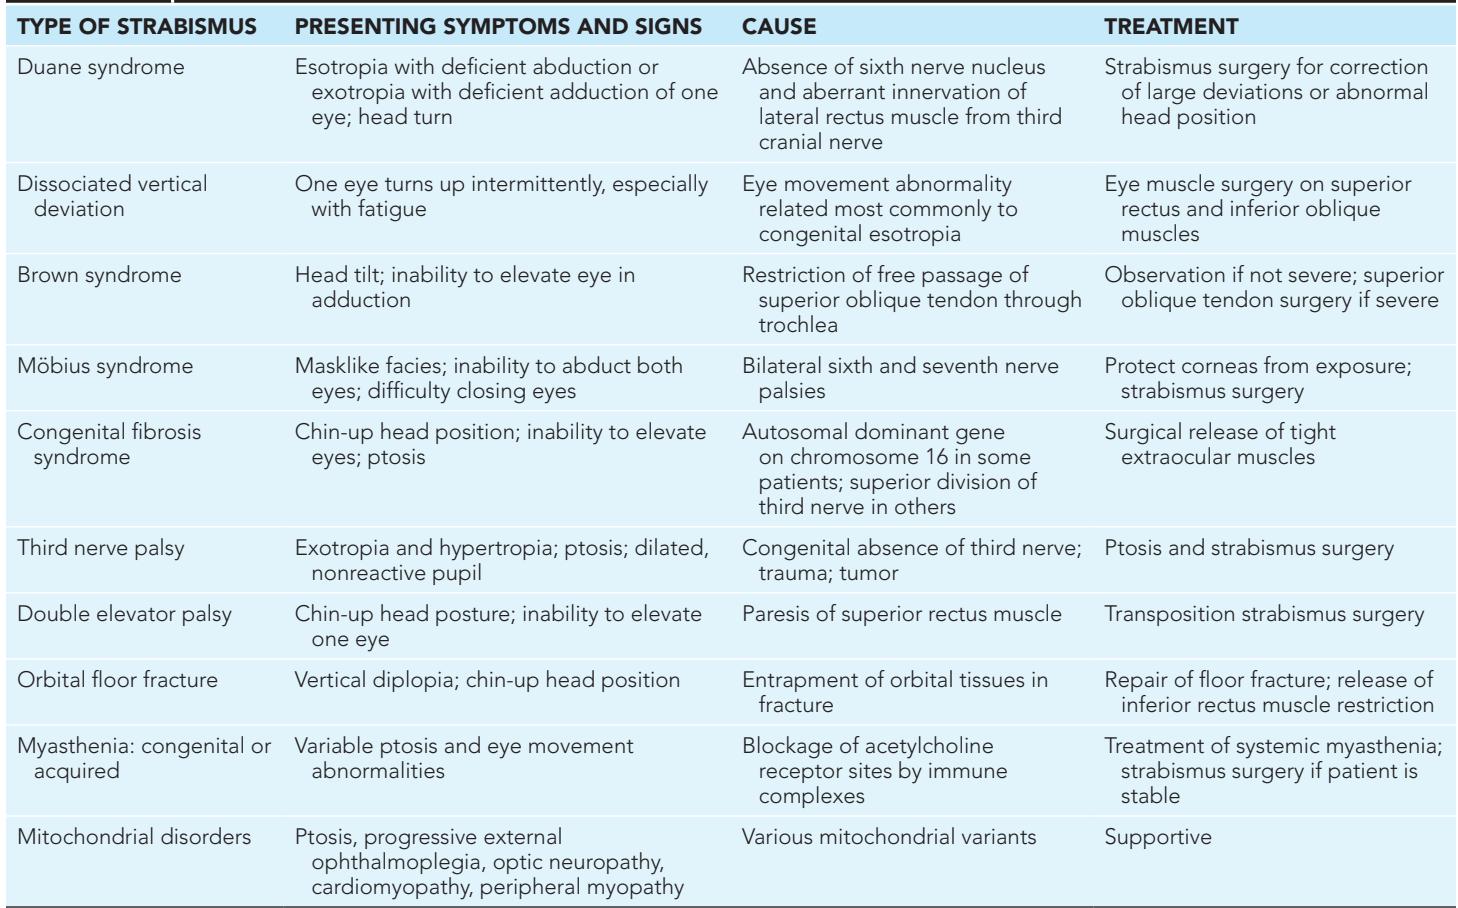 TYPE OF STRABISMUS PRESENTING SYMPTOMS AND SIGNS CAUSE TREATMENT
Duane syndrome
Esotropia with deficient abduction or
exotropia with deficient adduction of one
eye; head turn
Absence of sixth nerve nucleus
and aberrant innervation of
lateral rectus muscle from third
cranial nerve
Strabismus surgery for correction
of large deviations or abnormal
head position
Dissociated vertical
deviation
One eye turns up intermittently, especially
with fatigue
Eye movement abnormality
related most commonly to
congenital esotropia
Eye muscle surgery on superior
rectus and inferior oblique
muscles
Brown syndrome
Head tilt; inability to elevate eye in
adduction
Restriction of free passage of
superior oblique tendon through
trochlea
Observation if not severe; superior
oblique tendon surgery if severe
Möbius syndrome
Masklike facies; inability to abduct both
eyes; difficulty closing eyes
Bilateral sixth and seventh nerve
palsies
Protect corneas from exposure;
strabismus surgery
Congenital fibrosis
syndrome
Chin-up head position; inability to elevate
eyes; ptosis
Autosomal dominant gene
on chromosome 16 in some
patients; superior division of
third nerve in others
Surgical release of tight
extraocular muscles
Third nerve palsy
Exotropia and hypertropia; ptosis; dilated,
nonreactive pupil
Congenital absence of third nerve;
trauma; tumor
Ptosis and strabismus surgery
Double elevator palsy
Chin-up head posture; inability to elevate
one eye
Paresis of superior rectus muscle
Transposition strabismus surgery
Orbital floor fracture
Vertical diplopia; chin-up head position
Entrapment of orbital tissues in
fracture
Repair of floor fracture; release of
inferior rectus muscle restriction
Myasthenia: congenital or
acquired
Variable ptosis and eye movement
abnormalities
Blockage of acetylcholine
receptor sites by immune
complexes
Treatment of systemic myasthenia;
strabismus surgery if patient is
stable
Mitochondrial disorders
Ptosis, progressive external
ophthalmoplegia, optic neuropathy,
cardiomyopathy, peripheral myopathy
Various mitochondrial variants
Supportive